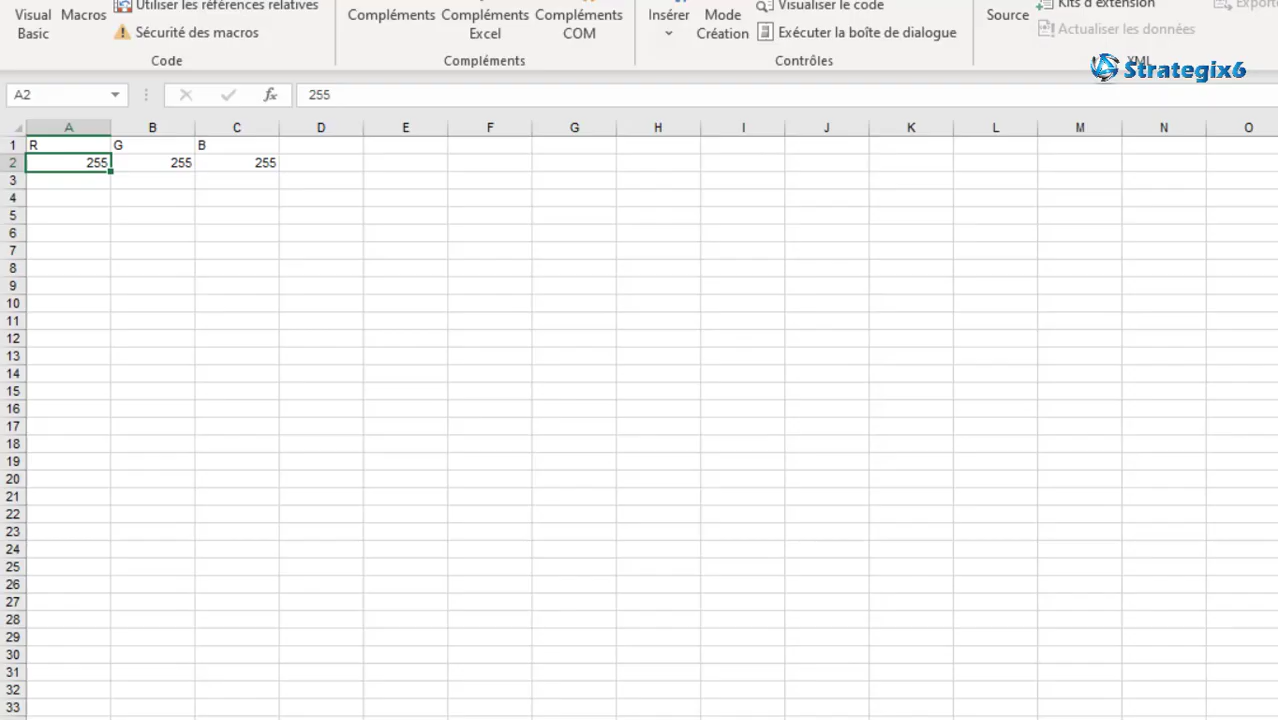 Visual Basic
Macros
Utiliser les références relatives
Sécurité des macros
Code
Compléments
Compléments Excel
Compléments COM
Compléments
Insérer
Mode Création
Visualiser le code
Exécuter la boîte de dialogue
Contrôles
Source
Kits d'extension
Actualiser les données
XML
Strategix6
A2
fx
255
A B C D E F G H I J K L M N O
1 R G B
2 255 255 255
3
4
5
6
7
8
9
10
11
12
13
14
15
16
17
18
19
20
21
22
23
24
25
26
27
28
29
30
31
32
33